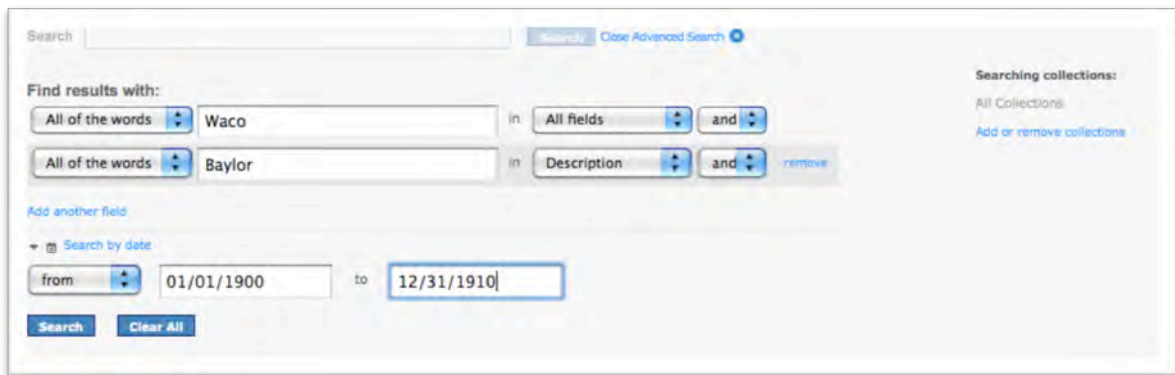 Search Search Close Advanced Search
Searching collections:
Find results with:
All Collections
All of the words Waco in All fields and
Add or remove collections
All of the words Baylor in Description and remove
Add another field
Search by date
from 01/01/1900 to 12/31/1910
Search Clear All